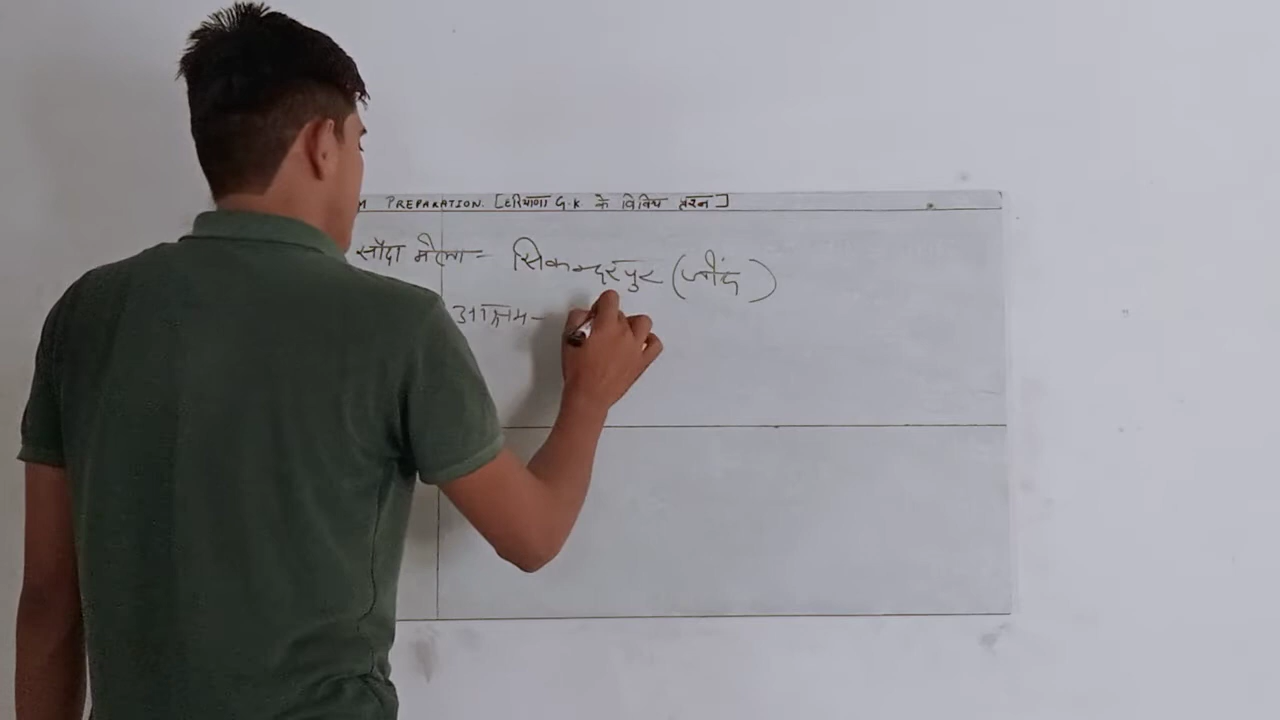 M PREPARATION. [हरियाणा G.K के विविध प्रश्न]
सौदा मैला = सिकन्दरपुर (जींद)
आश्रम -